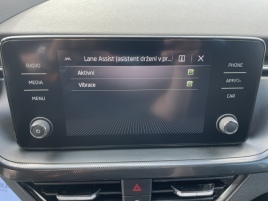 Lane Assist (asistent držení v pr...
RADIO
MEDIA
MENU
Aktivní
Vibrace
PHONE
APPS/
CAR